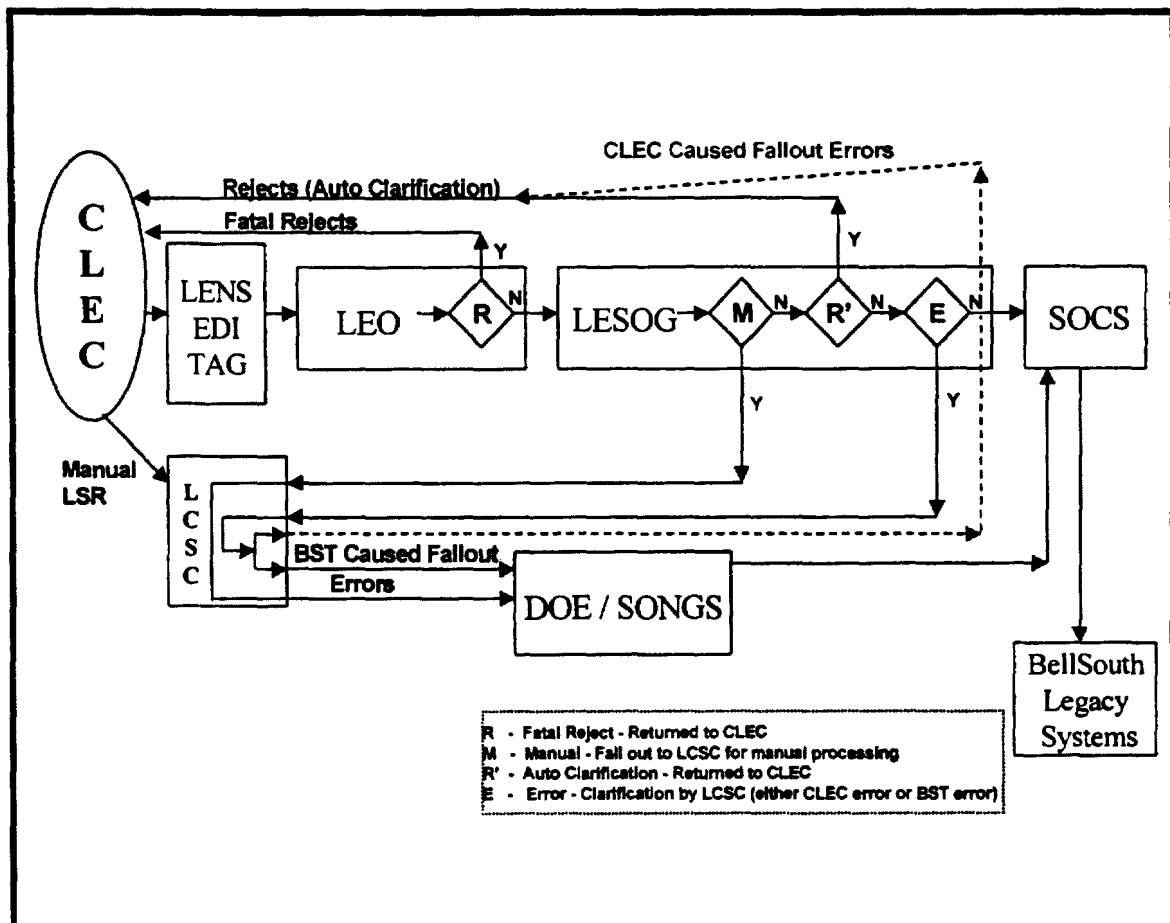 CLEC Caused Fallout Errors
Rejects (Auto Clarification)
Fatal Rejects
C
L
E
C
Y
Y
LENS
EDI
TAG
LEO
R
N
LESOG
M
N
R'
N
E
N
SOCS
Y
Y
Manual
LSR
L
C
S
C
BST Caused Fallout
Errors
DOE / SONGS
BellSouth
Legacy
Systems
R - Fatal Reject - Returned to CLEC
M - Manual - Fall out to LCSC for manual processing
R' - Auto Clarification - Returned to CLEC
E - Error - Clarification by LCSC (either CLEC error or BST error)